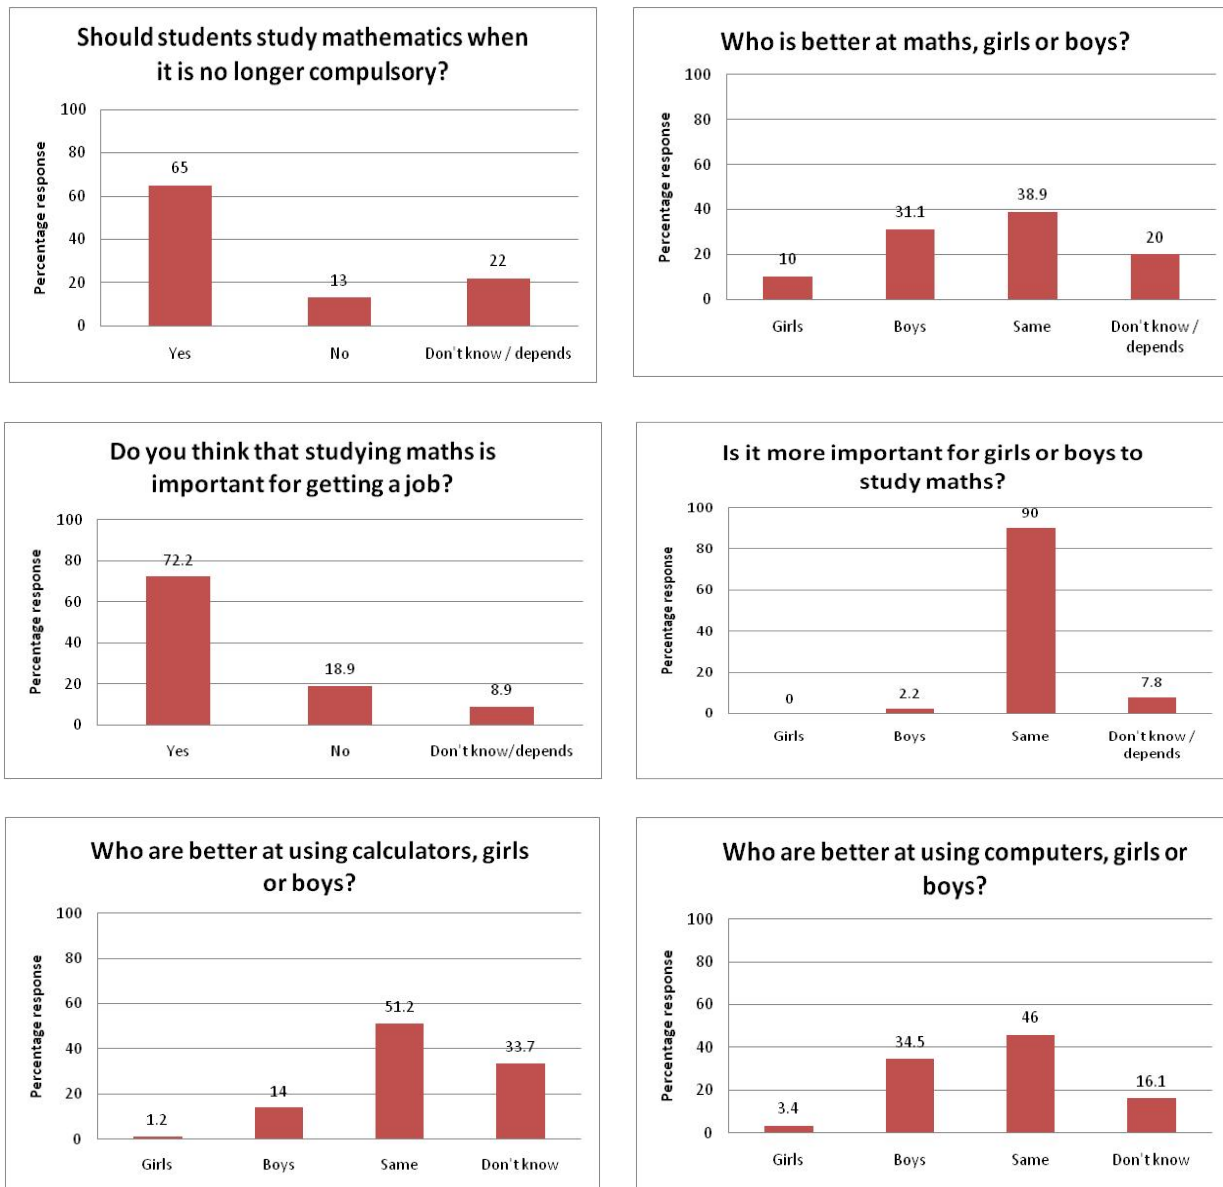 Should students study mathematics when
it is no longer compulsory?
Percentage response
100
80
60
40
20
0
65
13
22
Yes
No
Don't know / depends
Who is better at maths, girls or boys?
Percentage response
100
80
60
40
20
0
10
31.1
38.9
20
Girls
Boys
Same
Don't know /
depends
Do you think that studying maths is
important for getting a job?
Percentage response
100
80
60
40
20
0
72.2
18.9
8.9
Yes
No
Don't know/depends
Is it more important for girls or boys to
study maths?
Percentage response
100
80
60
40
20
0
0
2.2
90
7.8
Girls
Boys
Same
Don't know /
depends
Who are better at using calculators, girls
or boys?
Percentage response
100
80
60
40
20
0
1.2
14
51.2
33.7
Girls
Boys
Same
Don't know
Who are better at using computers, girls or
boys?
Percentage response
100
80
60
40
20
0
3.4
34.5
46
16.1
Girls
Boys
Same
Don't know